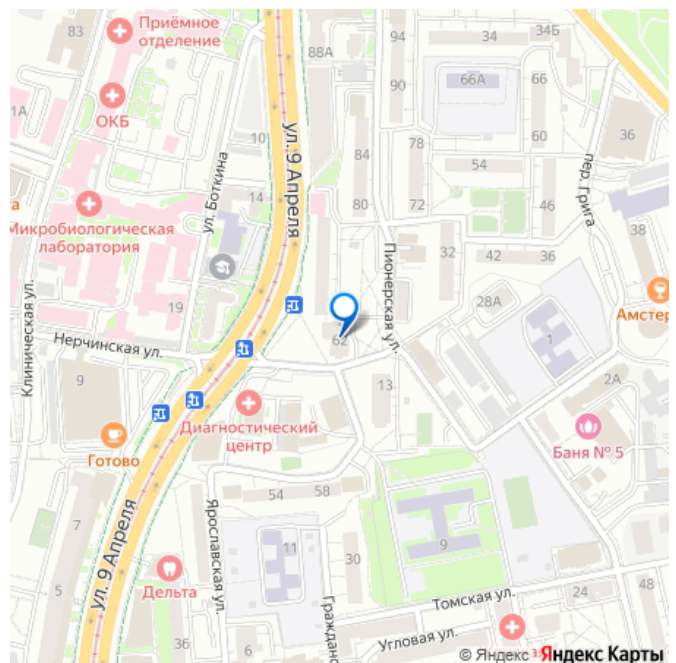 83
Приёмное
отделение
88А
94
34
34Б
90
66А
66
1А
ОКБ
ул. 9 Апреля
10
60
36
78
84
54
пер. Грига
ул. Боткина
14
80
72
46
Микробиологическая
лаборатория
38
32
42
36
Пионерская ул.
28А
19
Амстер
Клиническая ул.
Нерчинская ул.
62
1
9
13
2А
Диагностический
центр
Баня № 5
Готово
54
58
7
ул. 9 Апреля
Ярославская ул.
11
9
5
30
Дельта
Томская ул.
24
48
36
6
Гражданс
Угловая ул.
© Яндекс
Яндекс Карты